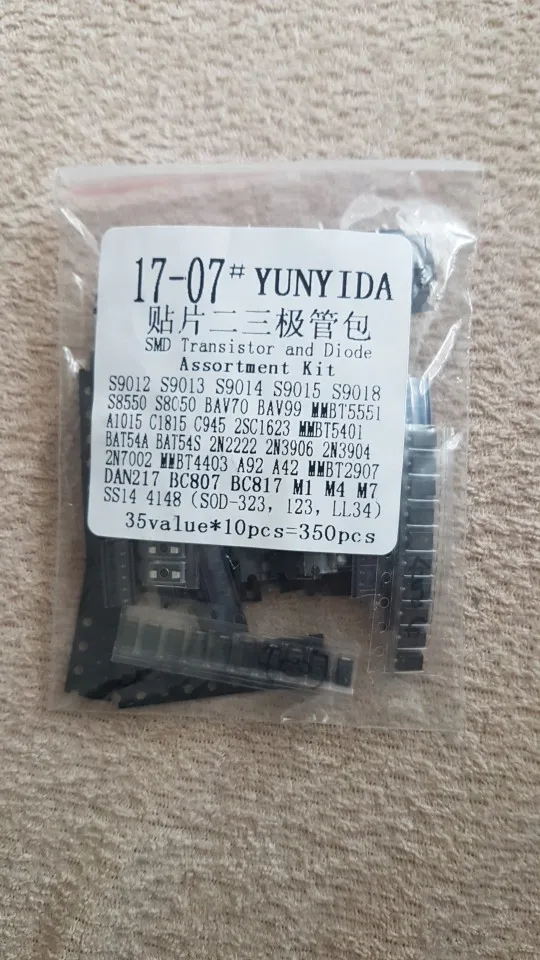 17-07# YUNYIDA
贴片二三极管包
SMD Transistor and Diode
Assortment Kit
S9012 S9013 S9014 S9015 S9018
S8550 S8050 BAV70 BAV99 MMBT5551
A1015 C1815 C945 2SC1623 MMBT5401
BAT54A BAT54S 2N2222 2N3906 2N3904
2N7002 MMBT4403 A92 A42 MMBT2907
DAN217 BC807 BC817 M1 M4 M7
SS14 4148 (SOD-323, 123, LL34)
35value*10pcs=350pcs